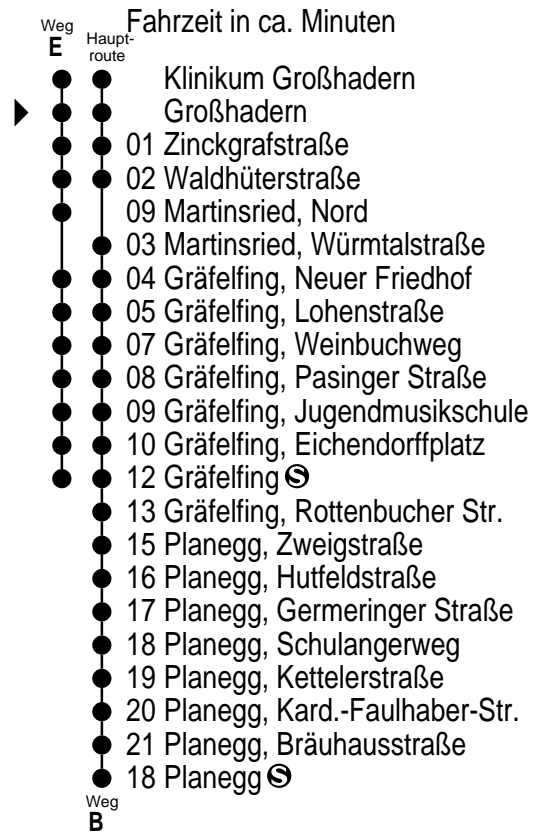 Weg
E
Haupt-
route
Fahrzeit in ca. Minuten
Klinikum Großhadern
Großhadern
01 Zinckgrafstraße
02 Waldhüterstraße
09 Martinsried, Nord
03 Martinsried, Würmtalstraße
04 Gräfelfing, Neuer Friedhof
05 Gräfelfing, Lohenstraße
07 Gräfelfing, Weinbuchweg
08 Gräfelfing, Pasinger Straße
09 Gräfelfing, Jugendmusikschule
10 Gräfelfing, Eichendorffplatz
12 Gräfelfing S
13 Gräfelfing, Rottenbucher Str.
15 Planegg, Zweigstraße
16 Planegg, Hutfeldstraße
17 Planegg, Germeringer Straße
18 Planegg, Schulangerweg
19 Planegg, Kettelerstraße
20 Planegg, Kard.-Faulhaber-Str.
21 Planegg, Bräuhausstraße
18 Planegg S
Weg
B